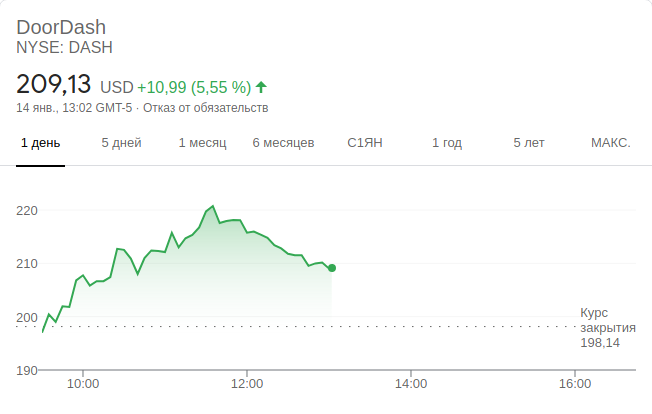 DoorDash
NYSE: DASH
209,13 USD +10,99 (5,55 %)
14 янв., 13:02 GMT-5 · Отказ от обязательств
1 день 5 дней 1 месяц 6 месяцев С1ЯН 1 год 5 лет МАКС.
220
210
200
190
Курс
закрытия
198,14
10:00 12:00 14:00 16:00